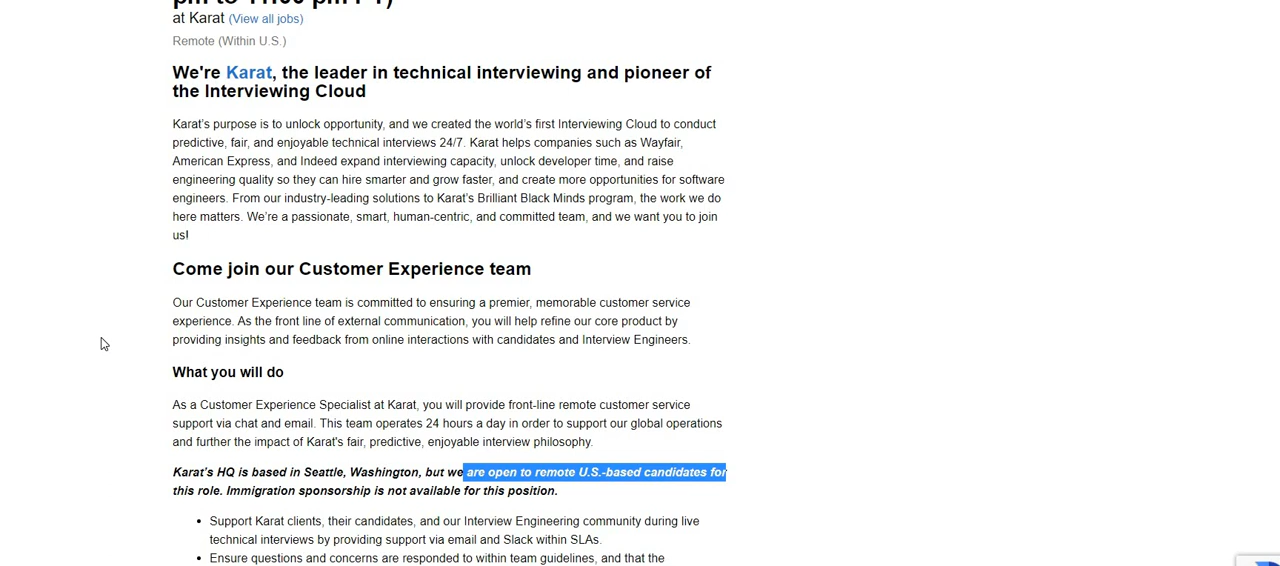 pm to 11:00 pm PT)
at Karat (View all jobs)
Remote (Within U.S.)
We're Karat, the leader in technical interviewing and pioneer of
the Interviewing Cloud
Karat's purpose is to unlock opportunity, and we created the world's first Interviewing Cloud to conduct
predictive, fair, and enjoyable technical interviews 24/7. Karat helps companies such as Wayfair,
American Express, and Indeed expand interviewing capacity, unlock developer time, and raise
engineering quality so they can hire smarter and grow faster, and create more opportunities for software
engineers. From our industry-leading solutions to Karat's Brilliant Black Minds program, the work we do
here matters. We're a passionate, smart, human-centric, and committed team, and we want you to join
us!
Come join our Customer Experience team
Our Customer Experience team is committed to ensuring a premier, memorable customer service
experience. As the front line of external communication, you will help refine our core product by
providing insights and feedback from online interactions with candidates and Interview Engineers.
What you will do
As a Customer Experience Specialist at Karat, you will provide front-line remote customer service
support via chat and email. This team operates 24 hours a day in order to support our global operations
and further the impact of Karat's fair, predictive, enjoyable interview philosophy.
Karat's HQ is based in Seattle, Washington, but we are open to remote U.S.-based candidates for
this role. Immigration sponsorship is not available for this position.
• Support Karat clients, their candidates, and our Interview Engineering community during live
technical interviews by providing support via email and Slack within SLAs.
• Ensure questions and concerns are responded to within team guidelines, and that the